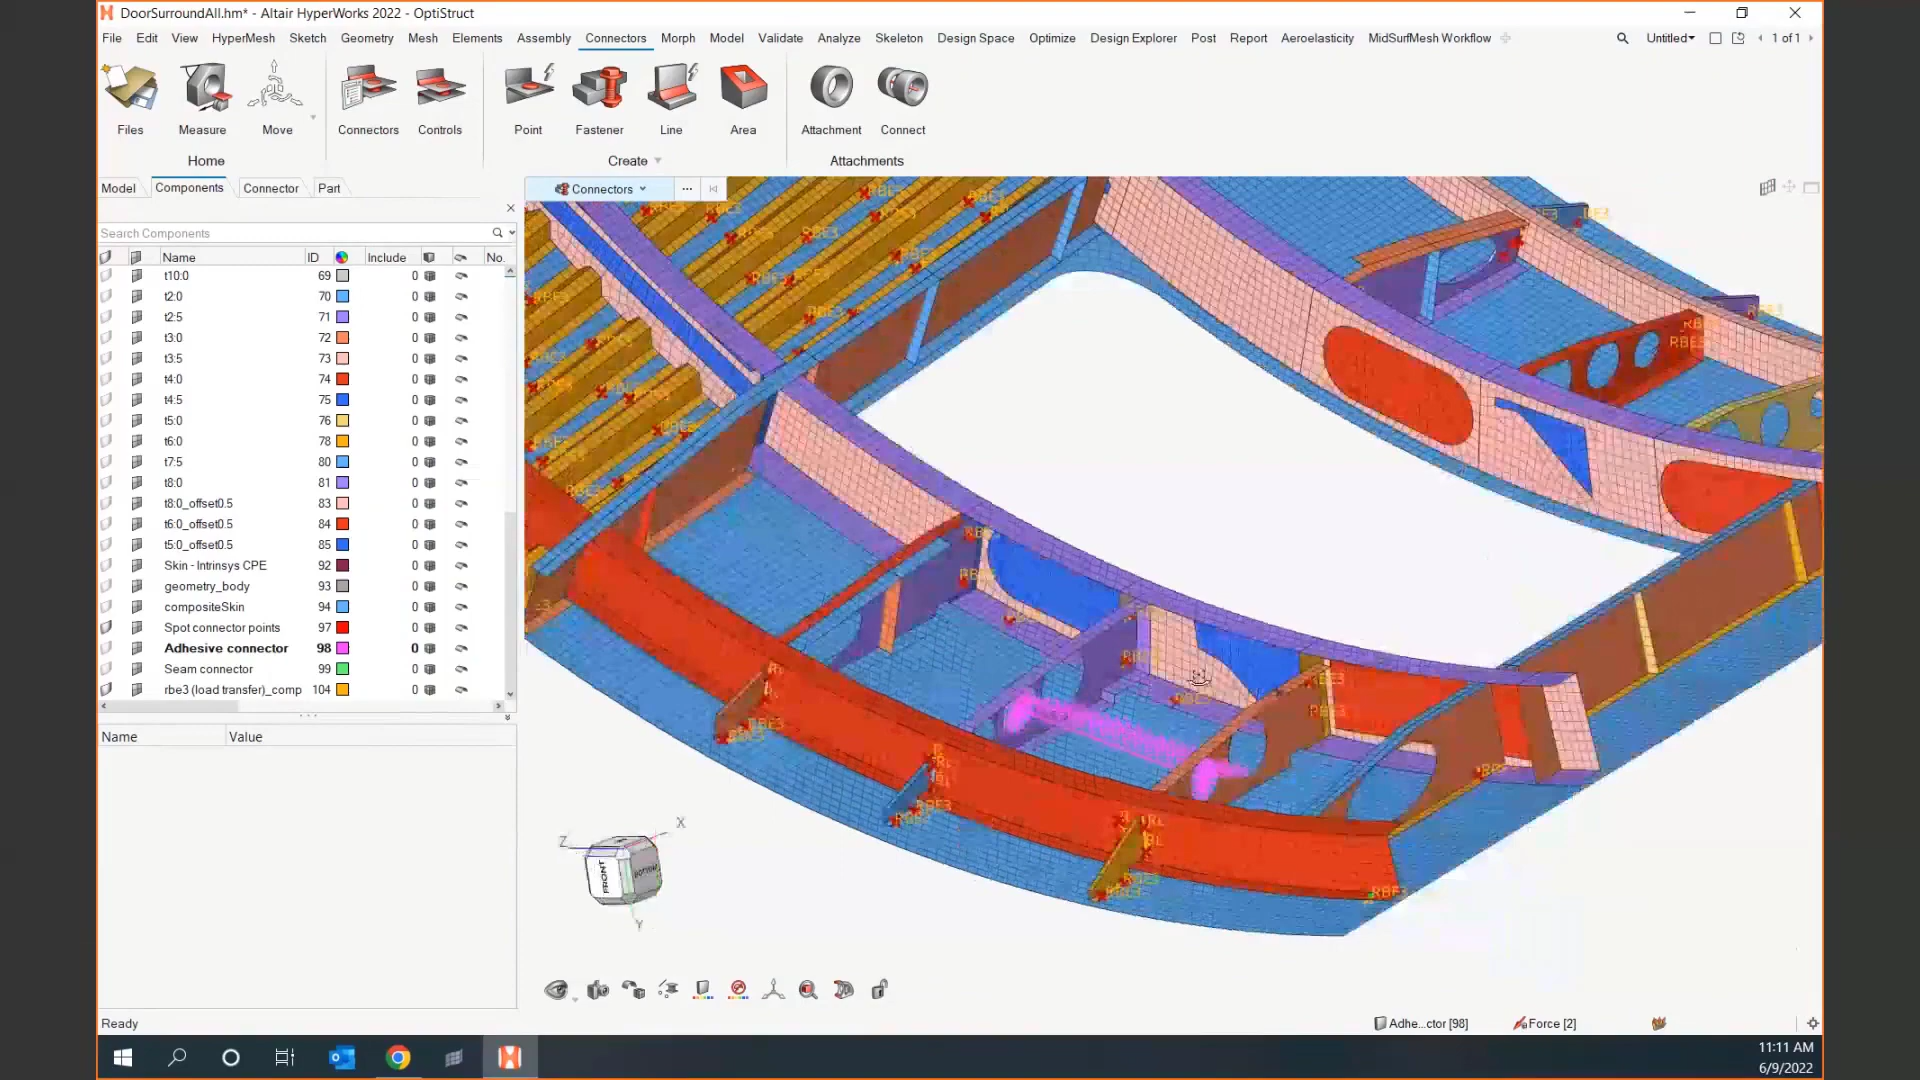 DoorSurroundAll.hm* - Altair HyperWorks 2022 - OptiStruct
File Edit View HyperMesh Sketch Geometry Mesh Elements Assembly Connectors Morph Model Validate Analyze Skeleton Design Space Optimize Design Explorer Post Report Aeroelasticity MidSurfMesh Workflow Untitled 1 of 1
Files Measure Move Connectors Controls Point Fastener Line Area Attachment Connect
Home Create Attachments
Model Components Connector Part
Connectors
Search Components
Name ID Include No.
t10:0 69 0
t2:0 70 0
t2:5 71 0
t3:0 72 0
t3:5 73 0
t4:0 74 0
t4:5 75 0
t5:0 76 0
t6:0 78 0
t7:5 80 0
t8:0 81 0
t8:0_offset0.5 83 0
t6:0_offset0.5 84 0
t5:0_offset0.5 85 0
Skin - Intrinsys CPE 92 0
geometry_body 93 0
compositeSkin 94 0
Spot connector points 97 0
Adhesive connector 98 0
Seam connector 99 0
rbe3 (load transfer)_comp 104 0
Name Value
RBE3
RBE3
RBE3
RBE3
RBE3
RBE3
X
Z
Y
FRONT
BOTTOM
Ready
Adhe...ctor [98] Force [2]
11:11 AM
6/9/2022